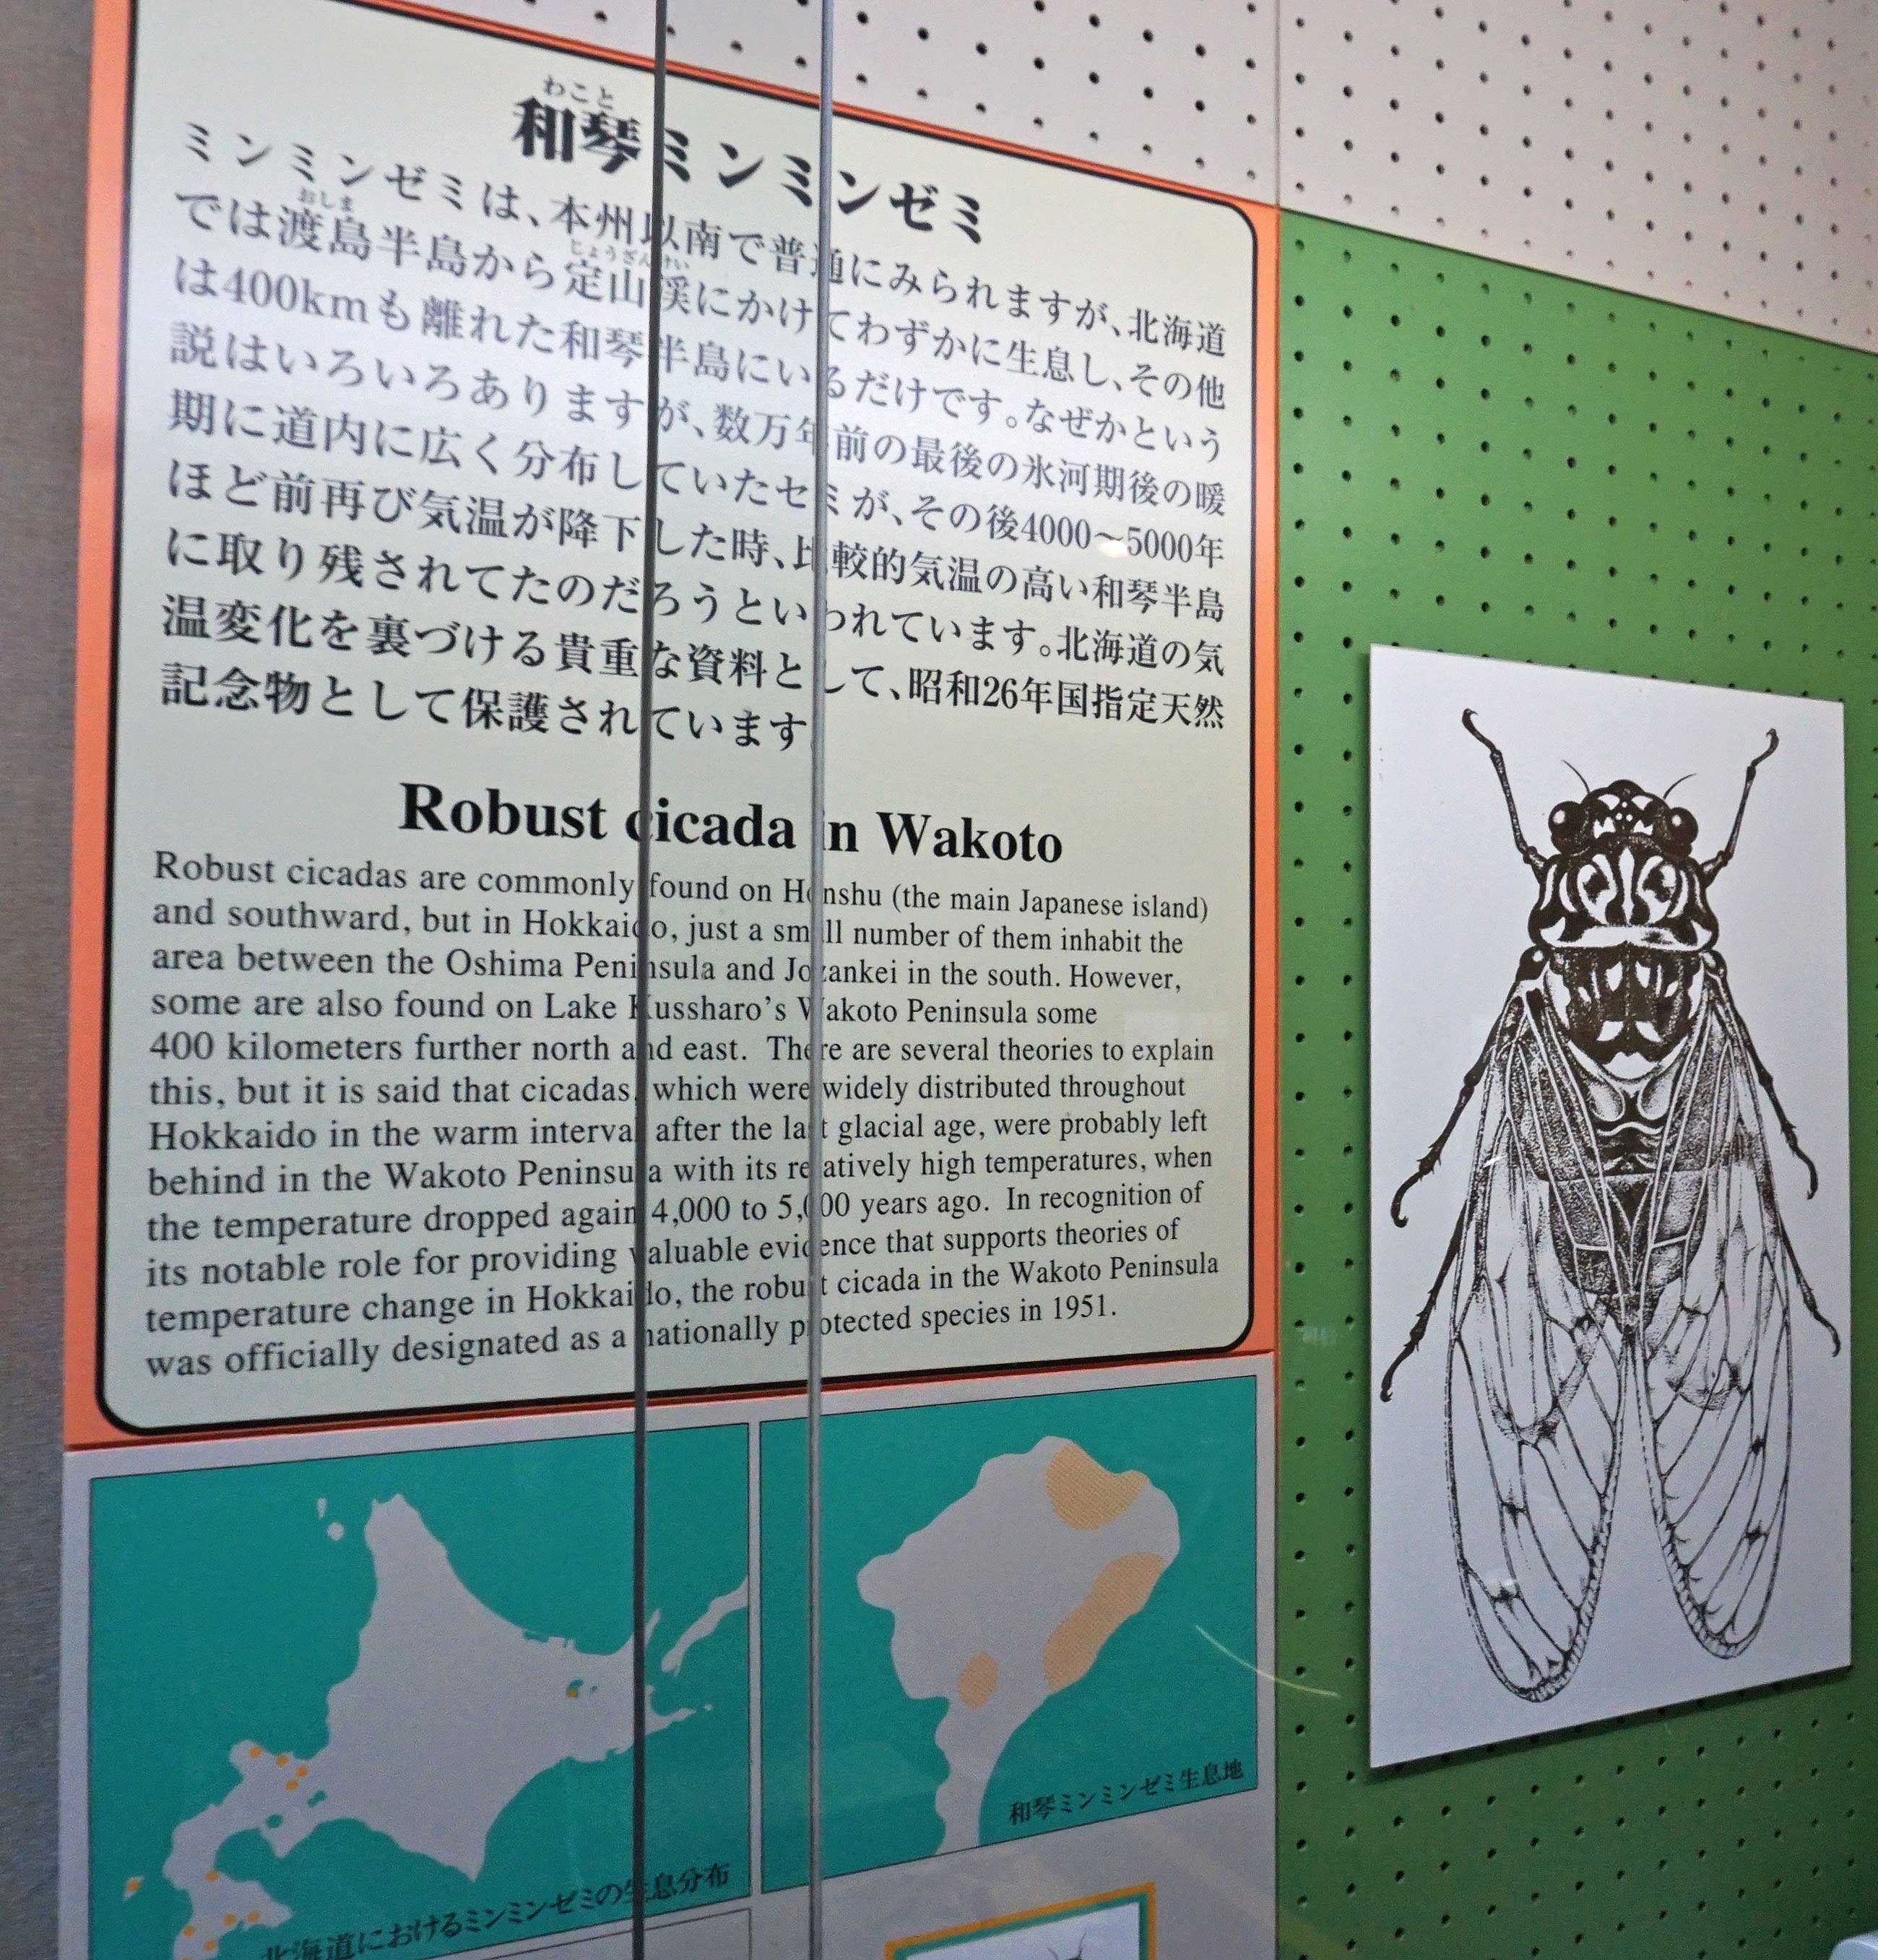 わこと
和琴ミンミンゼミ
ミンミンゼミは、本州以南で普通にみられますが、北海道
おしま
では渡島半島から定山渓にかけてわずかに生息し、その他
じょうざんけい
は400kmも離れた和琴半島にいるだけです。なぜかという
説はいろいろありますが、数万年前の最後の氷河期後の暖
期に道内に広く分布していたセミが、その後4000〜5000年
ほど前再び気温が降下した時、比較的気温の高い和琴半島
に取り残されてたのだろうといわれています。北海道の気
温変化を裏づける貴重な資料として、昭和26年国指定天然
記念物として保護されています
Robust cicada in Wakoto
Robust cicadas are commonly found on Honshu (the main Japanese island)
and southward, but in Hokkaido, just a small number of them inhabit the
area between the Oshima Peninsula and Jozankei in the south. However,
some are also found on Lake Kussharo's Wakoto Peninsula some
400 kilometers further north and east. There are several theories to explain
this, but it is said that cicadas, which were widely distributed throughout
Hokkaido in the warm interval after the last glacial age, were probably left
behind in the Wakoto Peninsula with its relatively high temperatures, when
the temperature dropped again 4,000 to 5,000 years ago. In recognition of
its notable role for providing valuable evidence that supports theories of
temperature change in Hokkaido, the robust cicada in the Wakoto Peninsula
was officially designated as a nationally protected species in 1951.
北海道におけるミンミンゼミの生息分布
和琴ミンミンゼミ生息地